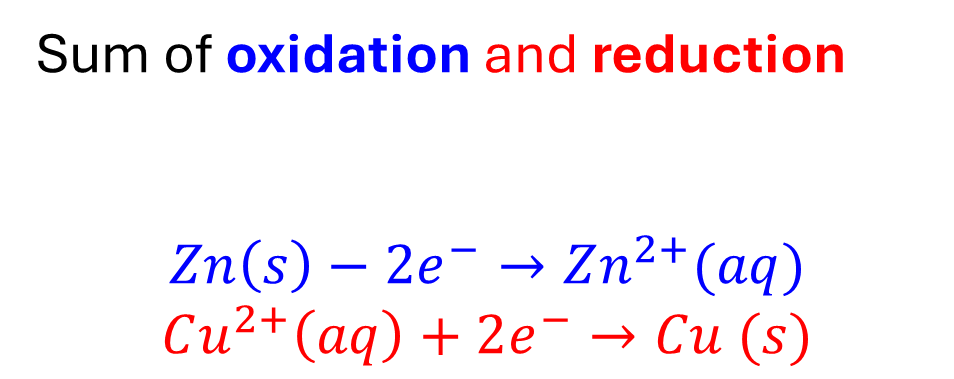 Sum of oxidation and reduction
Zn(s) − 2e⁻ → Zn²⁺(aq)
Cu²⁺(aq) + 2e⁻ → Cu (s)